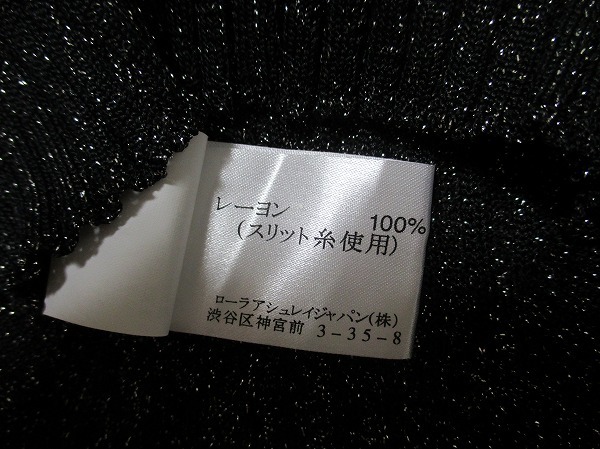 レーヨン 100%
(スリット糸使用)
ローラアシュレイジャパン(株)
渋谷区神宮前 3-35-8